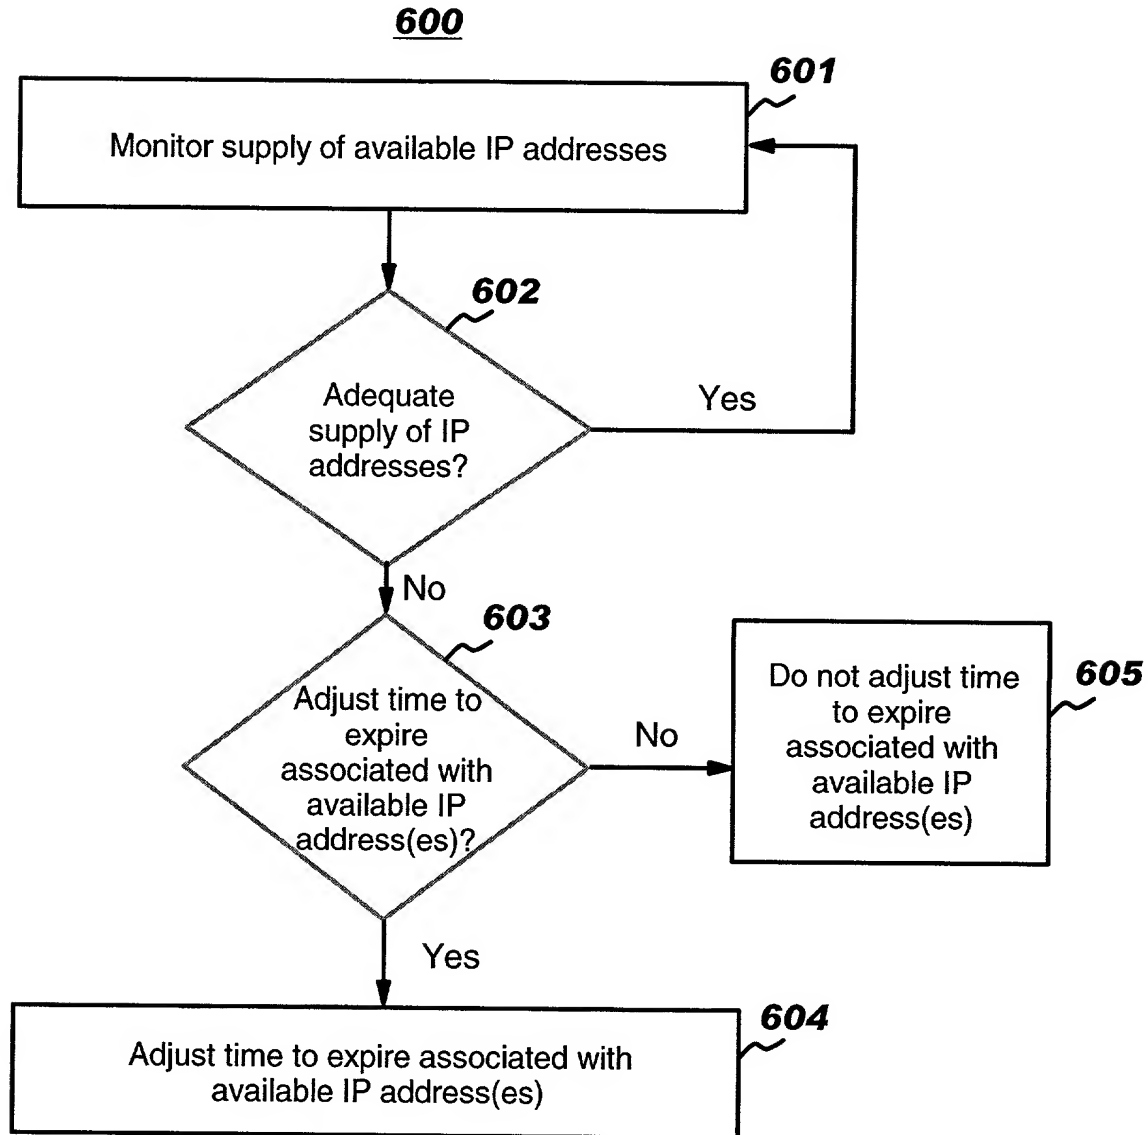 600
601
Monitor supply of available IP addresses
602
Adequate
supply of IP
addresses?
Yes
No
603
Adjust time to
expire
associated with
available IP
address(es)?
No
Do not adjust time
to expire
associated with
available IP
address(es)
605
Yes
604
Adjust time to expire associated with
available IP address(es)